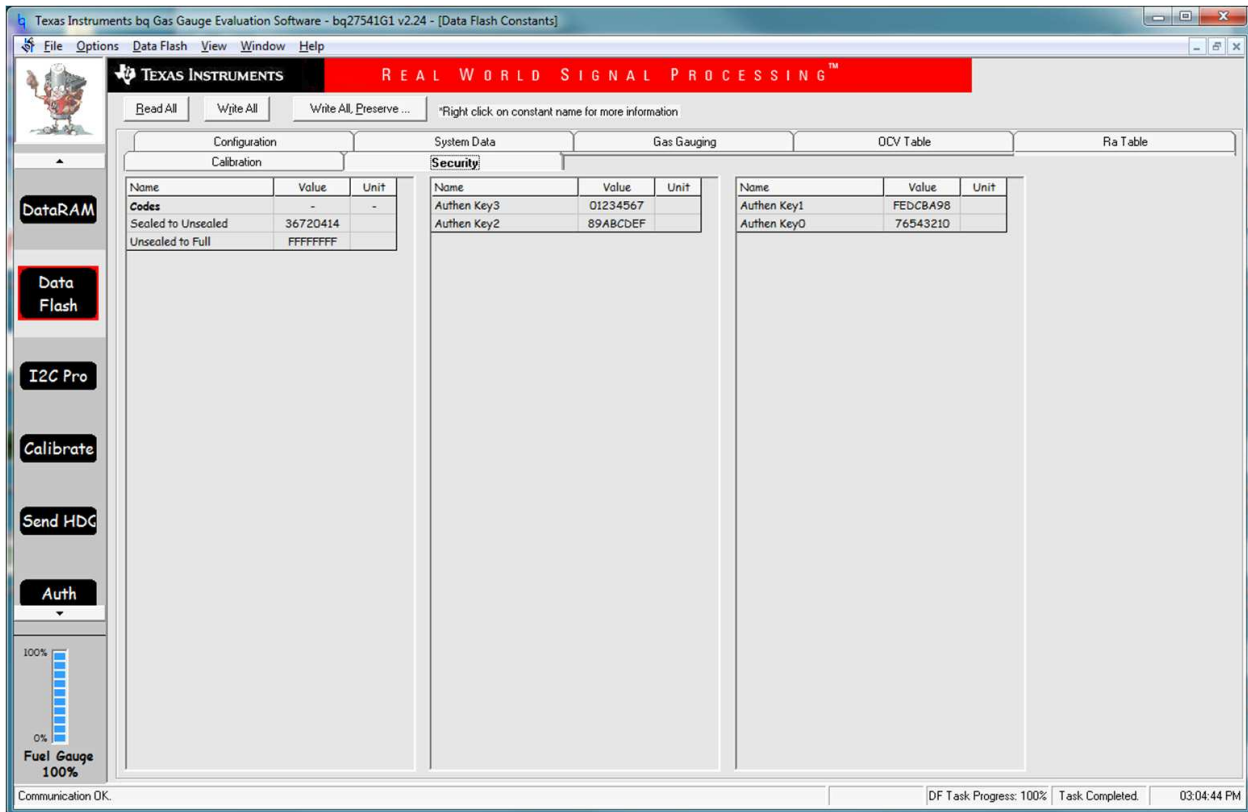 Texas Instruments bq Gas Gauge Evaluation Software - bq27541G1 v2.24 - [Data Flash Constants]
File Options Data Flash View Window Help
TEXAS INSTRUMENTS REAL WORLD SIGNAL PROCESSING™
Read All Write All Write All, Preserve ... *Right click on constant name for more information
Configuration System Data Gas Gauging OCV Table Ra Table
Calibration Security
Name Value Unit Name Value Unit Name Value Unit
Codes - - Authen Key3 01234567 Authen Key1 FEDCBA98
Sealed to Unsealed 36720414 Authen Key2 89ABCDEF Authen Key0 76543210
Unsealed to Full FFFFFFFF
DataRAM
Data
Flash
I2C Pro
Calibrate
Send HDQ
Auth
100%
0%
Fuel Gauge
100%
Communication OK. DF Task Progress: 100% Task Completed. 03:04:44 PM